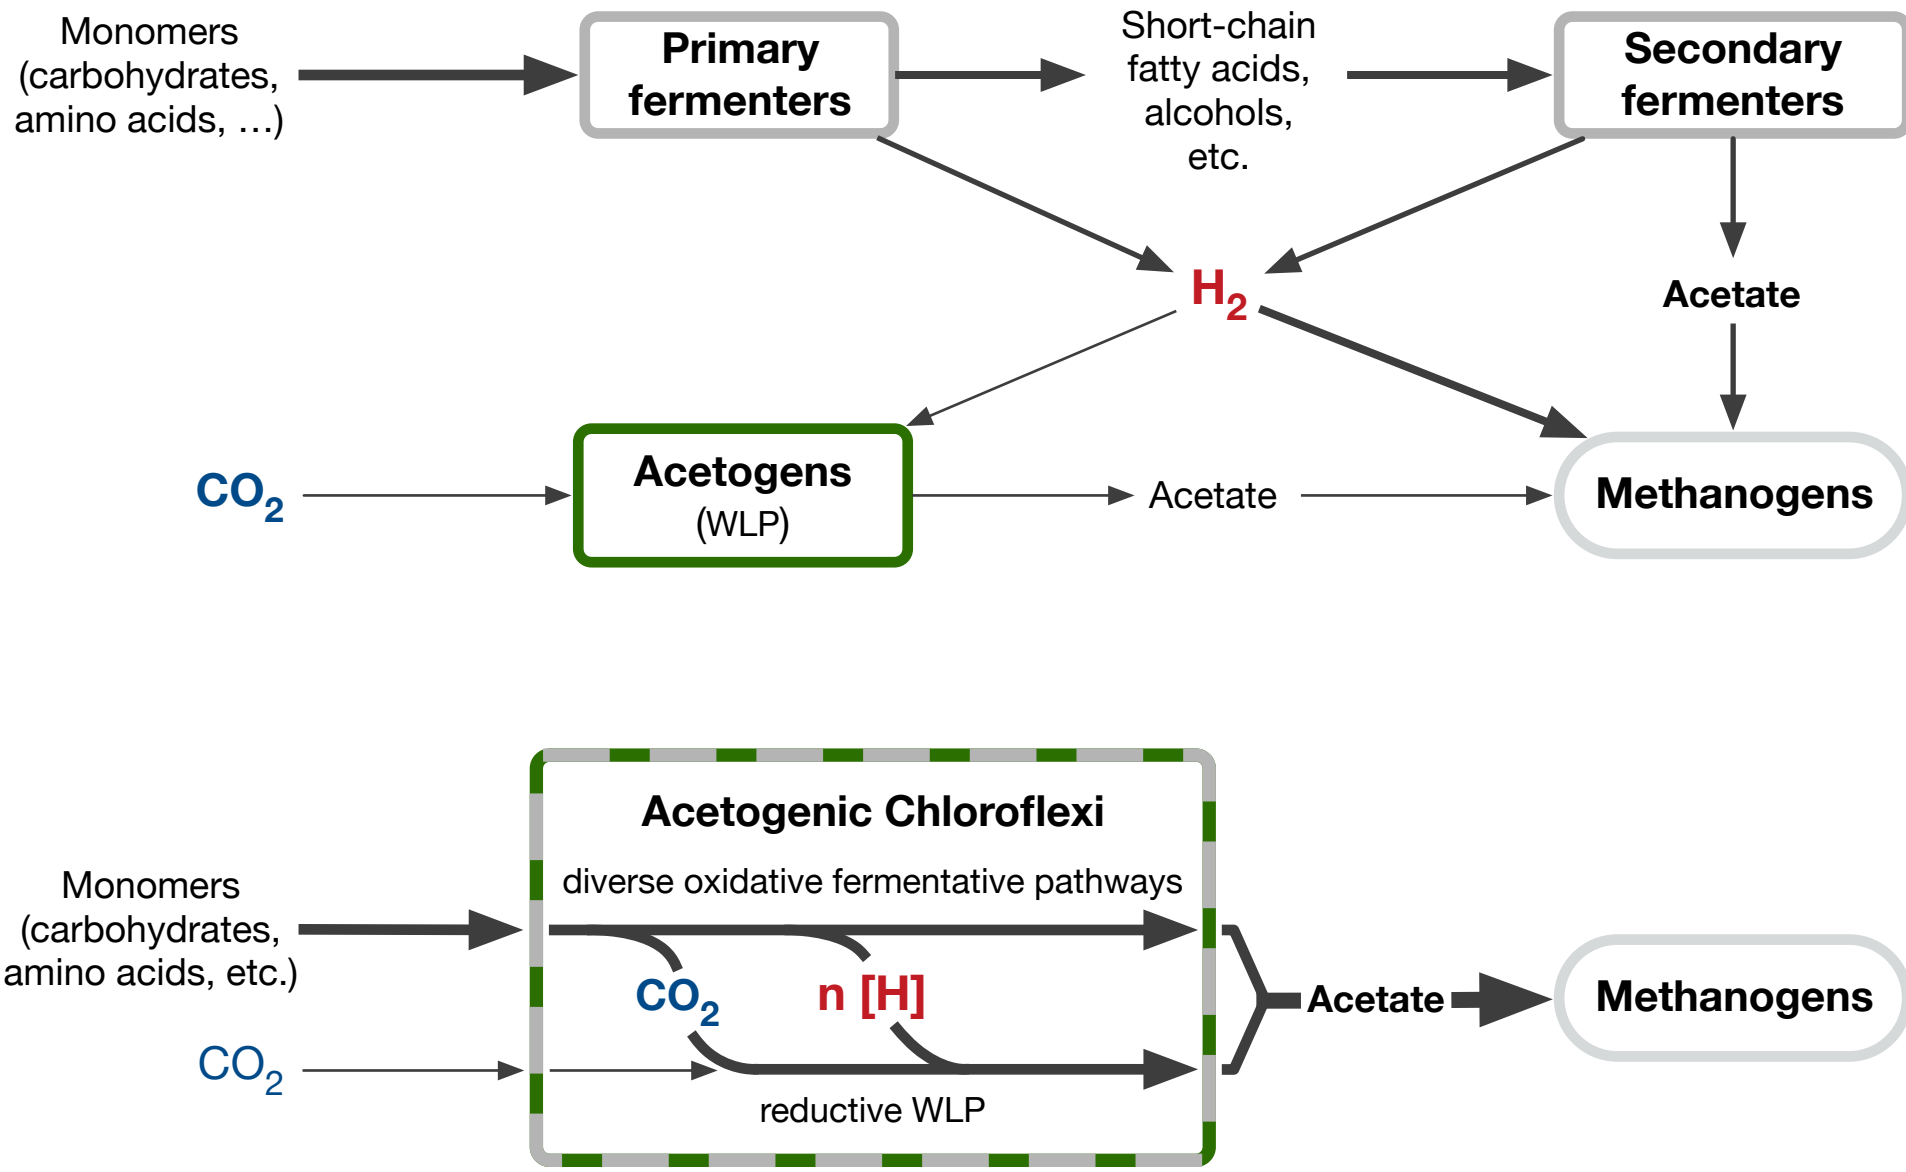 Monomers
(carbohydrates,
amino acids, …)
Primary
fermenters
Short-chain
fatty acids,
alcohols,
etc.
Secondary
fermenters
H₂
Acetate
CO₂
Acetogens
(WLP)
Acetate
Methanogens
Acetogenic Chloroflexi
diverse oxidative fermentative pathways
Monomers
(carbohydrates,
amino acids, etc.)
CO₂
n [H]
Acetate
Methanogens
CO₂
reductive WLP